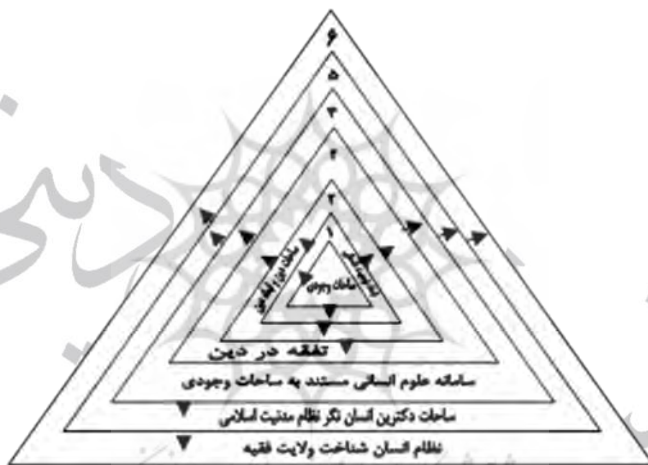 ۶
۵
۳
۲
۱
ساحات وجودی
تفقه در دین
سامانه علوم انسانی مستند به ساحات وجودی
ساحات دکترین انسان نگر نظام مدنیت اسلامی
نظام انسان شناخت ولایت فقیه